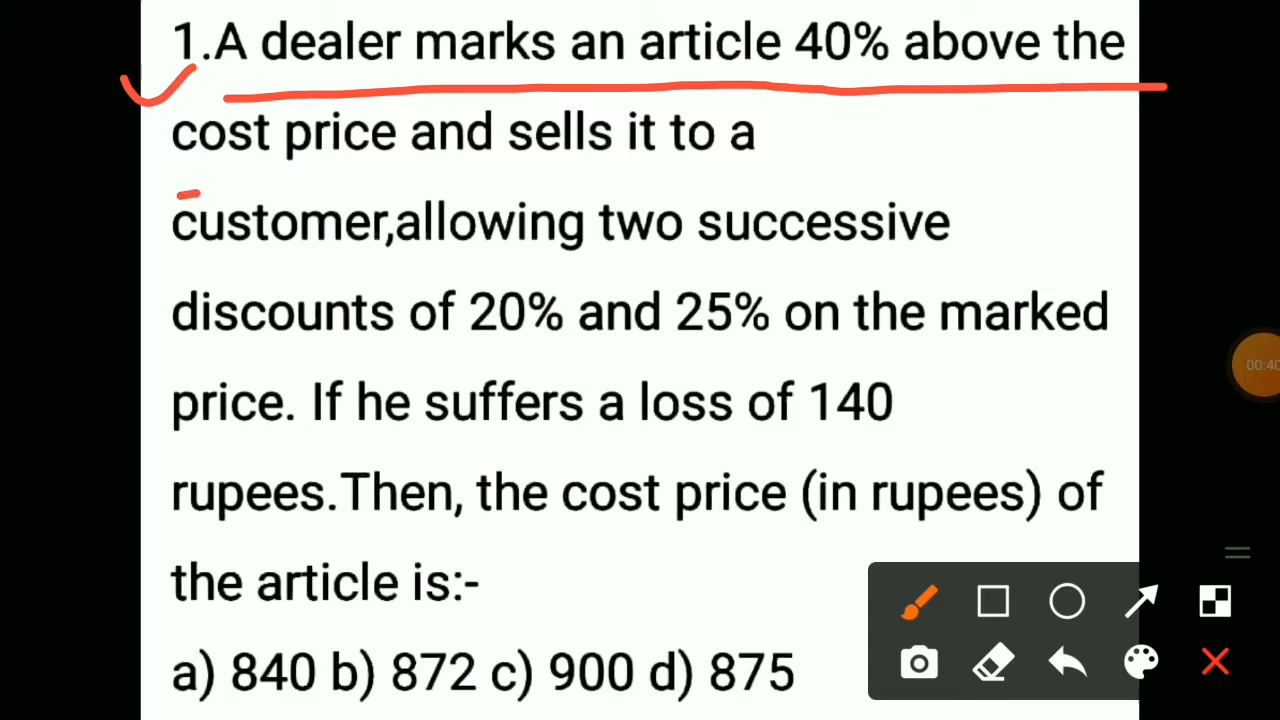 1.A dealer marks an article 40% above the
cost price and sells it to a
customer,allowing two successive
discounts of 20% and 25% on the marked
price. If he suffers a loss of 140
rupees.Then, the cost price (in rupees) of
the article is:-
a) 840 b) 872 c) 900 d) 875
00:40